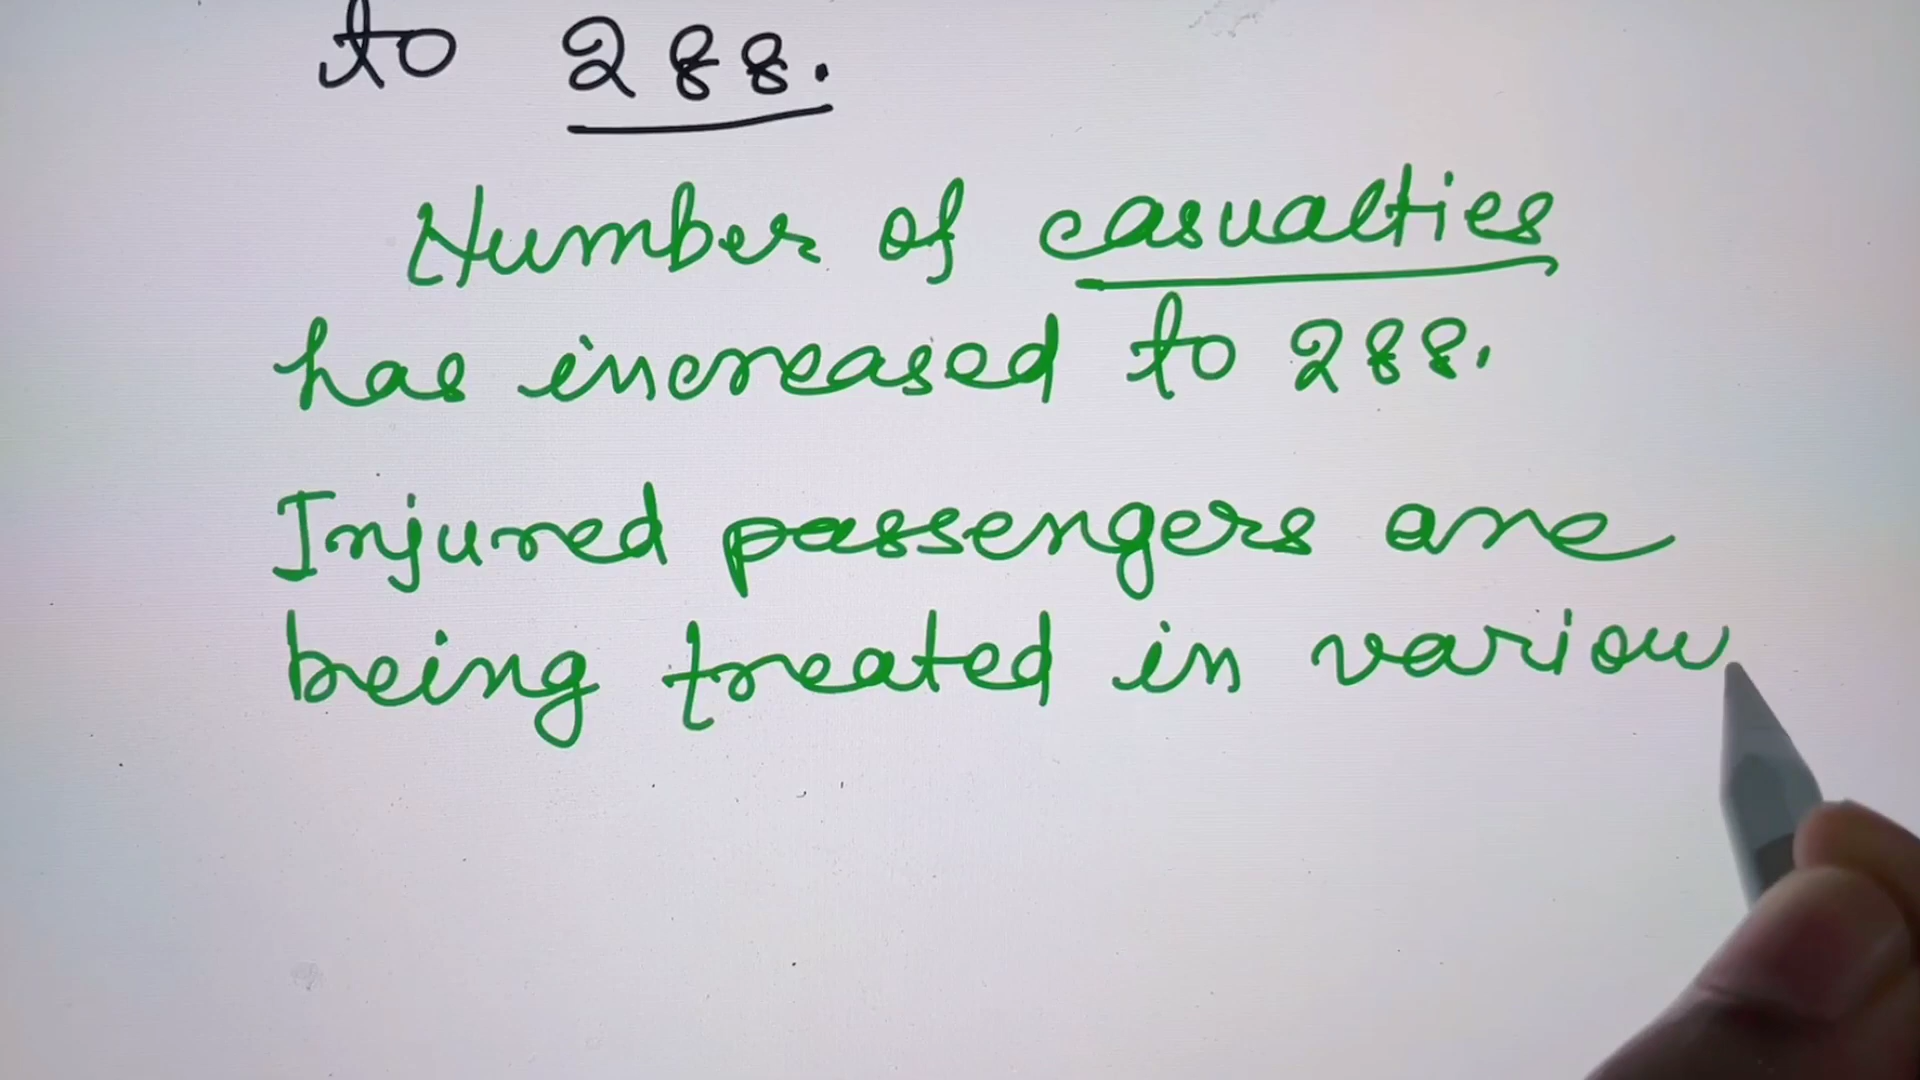 to 288.
Number of casualties
has increased to 288.
Injured passengers are
being treated in variou